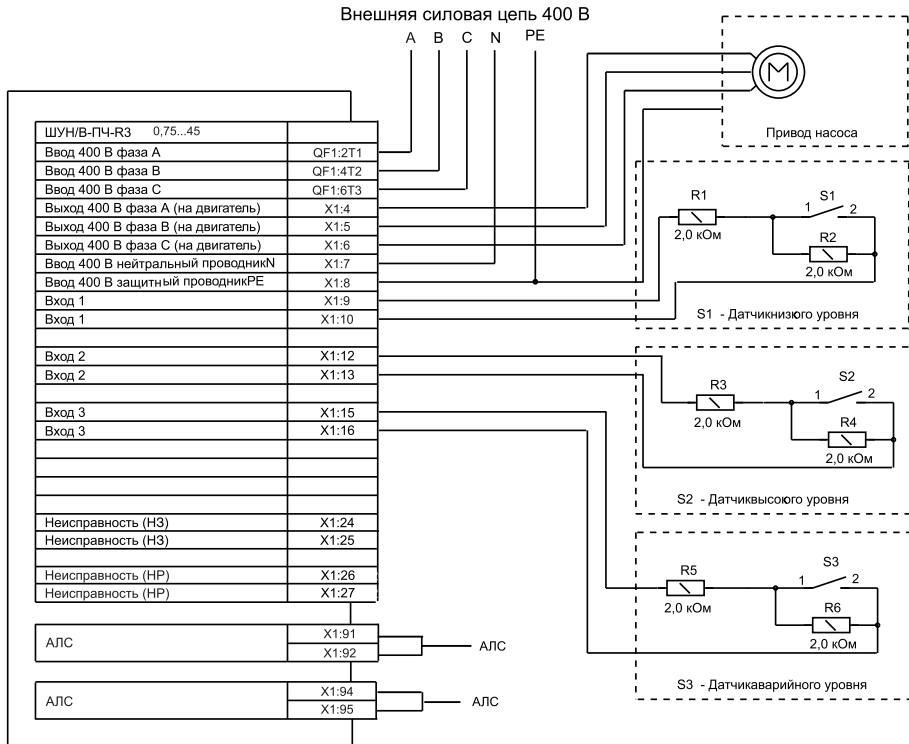 Внешняя силовая цепь 400 В
A B C N PE
ШУН/В-ПЧ-R3 0,75...45
Ввод 400 В фаза А QF1:2T1
Ввод 400 В фаза В QF1:4T2
Ввод 400 В фаза С QF1:6T3
Выход 400 В фаза А (на двигатель) X1:4
Выход 400 В фаза В (на двигатель) X1:5
Выход 400 В фаза С (на двигатель) X1:6
Ввод 400 В нейтральный проводникN X1:7
Ввод 400 В защитный проводникPE X1:8
Вход 1 X1:9
Вход 1 X1:10
Вход 2 X1:12
Вход 2 X1:13
Вход 3 X1:15
Вход 3 X1:16
Неисправность (НЗ) X1:24
Неисправность (НЗ) X1:25
Неисправность (НР) X1:26
Неисправность (НР) X1:27
АЛС X1:91
X1:92
АЛС
АЛС X1:94
X1:95
АЛС
M
Привод насоса
R1
2,0 кОм
S1
1 2
R2
2,0 кОм
S1 - Датчикнизкого уровня
R3
2,0 кОм
S2
1 2
R4
2,0 кОм
S2 - Датчиквысокого уровня
R5
2,0 кОм
S3
1 2
R6
2,0 кОм
S3 - Датчикаварийного уровня